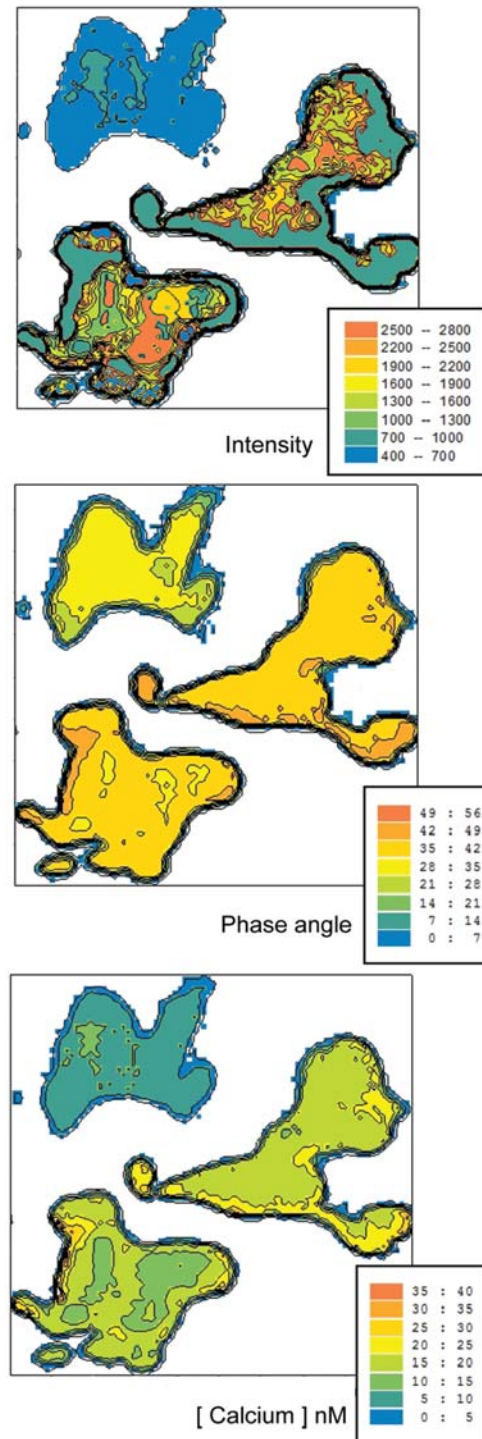 2500 -- 2800
2200 -- 2500
1900 -- 2200
1600 -- 1900
1300 -- 1600
1000 -- 1300
700 -- 1000
400 -- 700
Intensity
49 : 56
42 : 49
35 : 42
28 : 35
21 : 28
14 : 21
7 : 14
0 : 7
Phase angle
35 : 40
30 : 35
25 : 30
20 : 25
15 : 20
10 : 15
5 : 10
0 : 5
[ Calcium ] nM